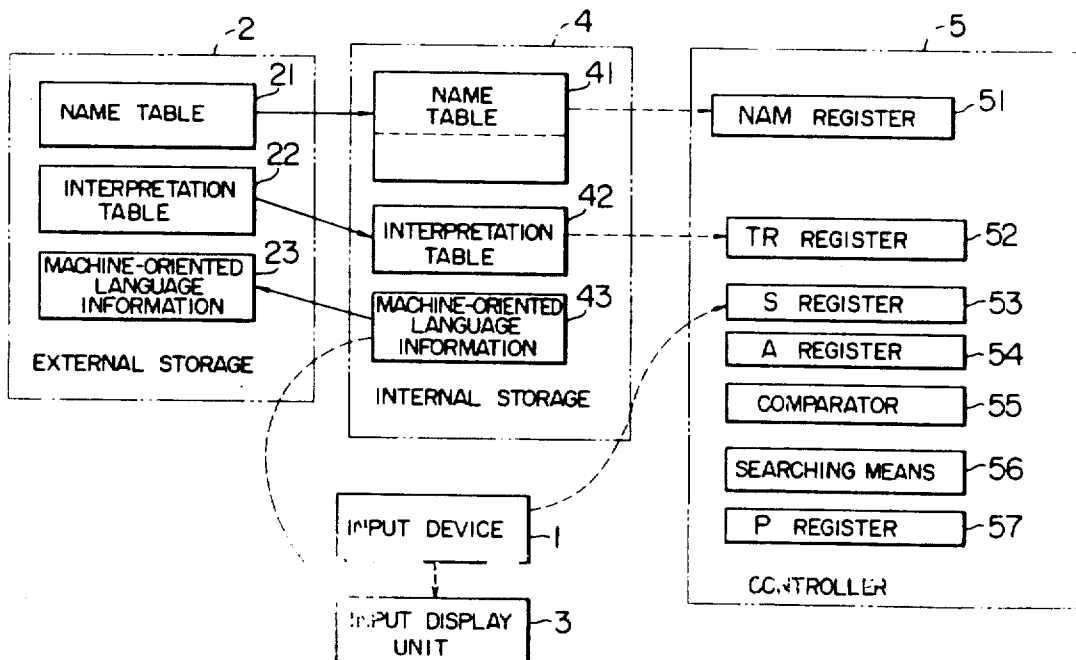 2
4
5
21
NAME TABLE
22
INTERPRETATION
TABLE
23
MACHINE-ORIENTED
LANGUAGE
INFORMATION
EXTERNAL STORAGE
41
NAME
TABLE
42
INTERPRETATION
TABLE
MACHINE-ORIENTED
LANGUAGE
INFORMATION
43
INTERNAL STORAGE
NAM REGISTER
51
TR REGISTER
52
S REGISTER
53
A REGISTER
54
COMPARATOR
55
SEARCHING MEANS
56
P REGISTER
57
CONTROLLER
INPUT DEVICE
1
INPUT DISPLAY
UNIT
3